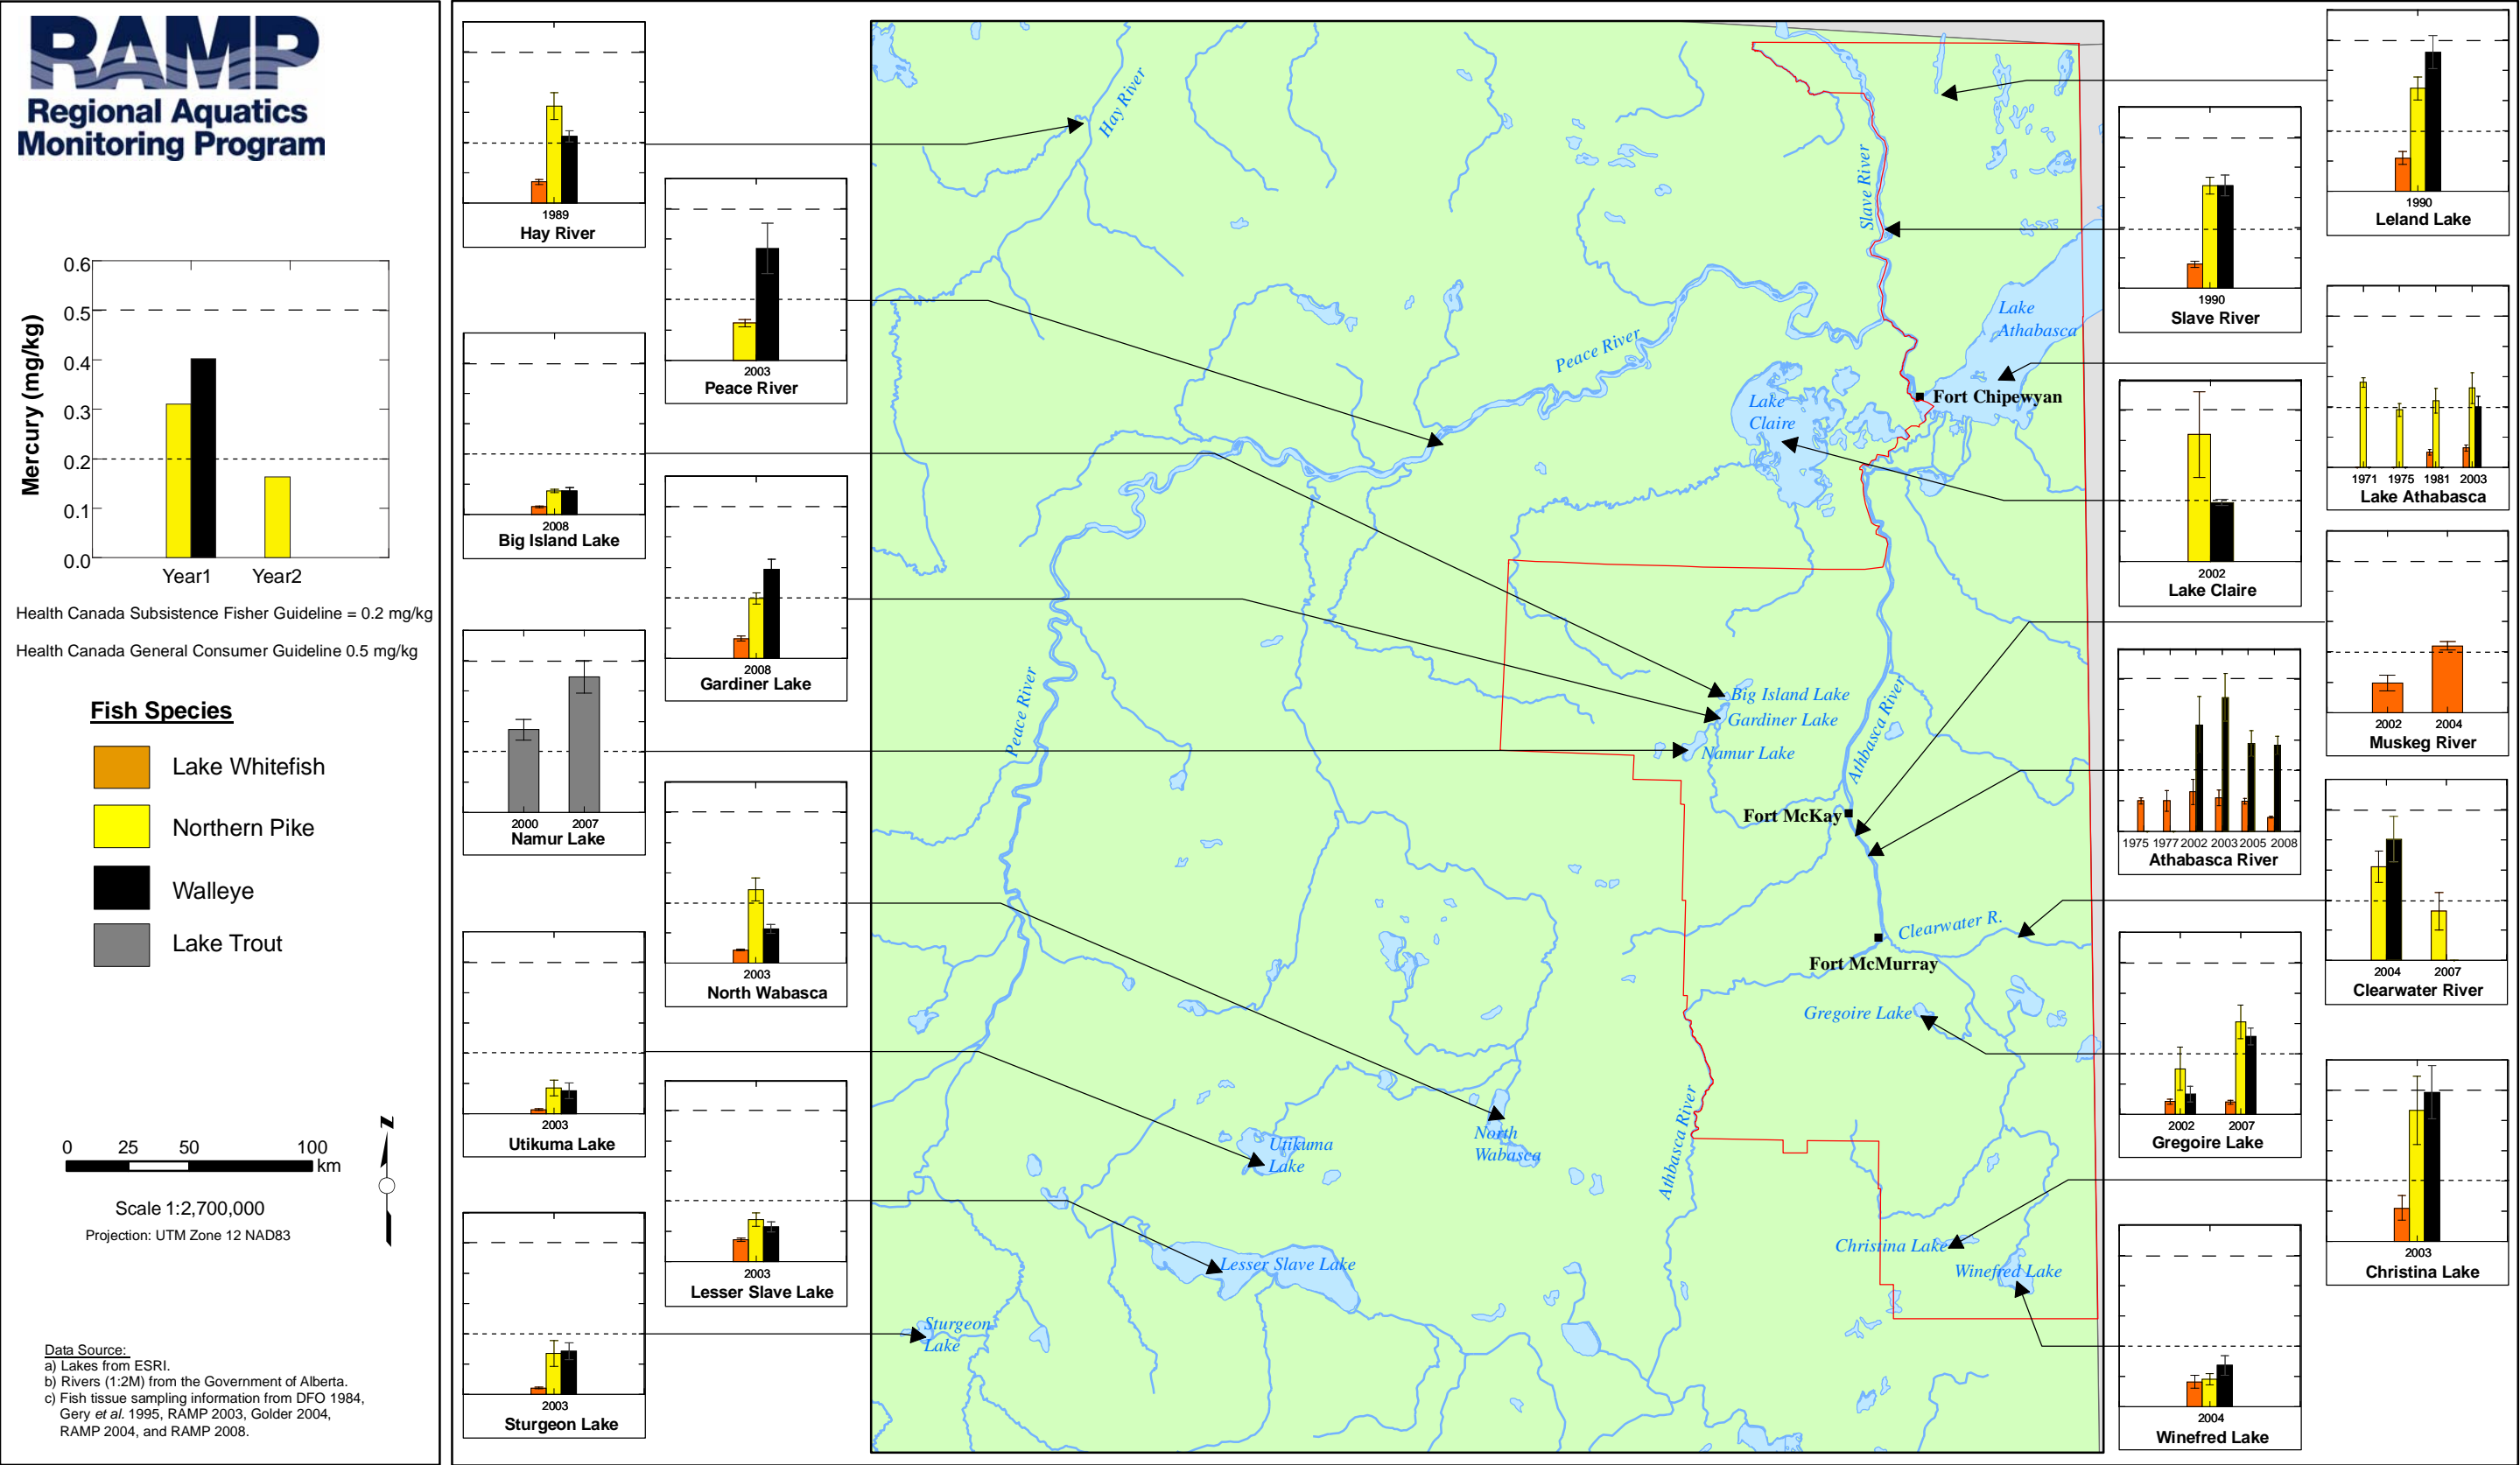 RAMP
Regional Aquatics
Monitoring Program
Mercury (mg/kg)
0.6
0.5
0.4
0.3
0.2
0.1
0.0
Year1 Year2
Health Canada Subsistence Fisher Guideline = 0.2 mg/kg
Health Canada General Consumer Guideline 0.5 mg/kg
Fish Species
Lake Whitefish
Northern Pike
Walleye
Lake Trout
0 25 50 100
km
N
Scale 1:2,700,000
Projection: UTM Zone 12 NAD83
Data Source:
a) Lakes from ESRI.
b) Rivers (1:2M) from the Government of Alberta.
c) Fish tissue sampling information from DFO 1984,
Gery et al. 1995, RAMP 2003, Golder 2004,
RAMP 2004, and RAMP 2008.
1989
Hay River
2003
Peace River
2008
Big Island Lake
2008
Gardiner Lake
2000 2007
Namur Lake
2003
North Wabasca
2003
Utikuma Lake
2003
Lesser Slave Lake
2003
Sturgeon Lake
Hay River
Slave River
Lake
Athabasca
Peace River
Fort Chipewyan
Lake
Claire
Peace River
Big Island Lake
Gardiner Lake
Namur Lake
Athabasca River
Fort McKay
Clearwater R.
Fort McMurray
Gregoire Lake
Athbasca River
North
Wabasca
Utikuma
Lake
Lesser Slave Lake
Christina Lake
Winefred Lake
Sturgeon
Lake
1990
Leland Lake
1990
Slave River
1971 1975 1981 2003
Lake Athabasca
2002
Lake Claire
2002 2004
Muskeg River
1975 1977 2002 2003 2005 2008
Athabasca River
2004 2007
Clearwater River
2002 2007
Gregoire Lake
2003
Christina Lake
2004
Winefred Lake